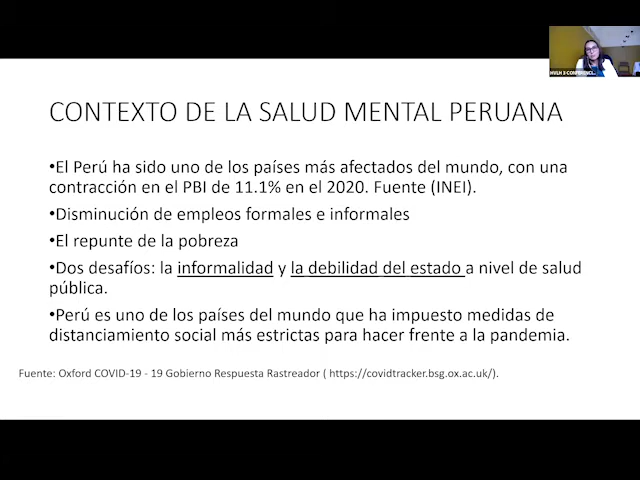 HVLH 3-CONFERENCI...
CONTEXTO DE LA SALUD MENTAL PERUANA
•El Perú ha sido uno de los países más afectados del mundo, con una
contracción en el PBI de 11.1% en el 2020. Fuente (INEI).
•Disminución de empleos formales e informales
•El repunte de la pobreza
•Dos desafíos: la informalidad y la debilidad del estado a nivel de salud
pública.
•Perú es uno de los países del mundo que ha impuesto medidas de
distanciamiento social más estrictas para hacer frente a la pandemia.
Fuente: Oxford COVID-19 - 19 Gobierno Respuesta Rastreador ( https://covidtracker.bsg.ox.ac.uk/).